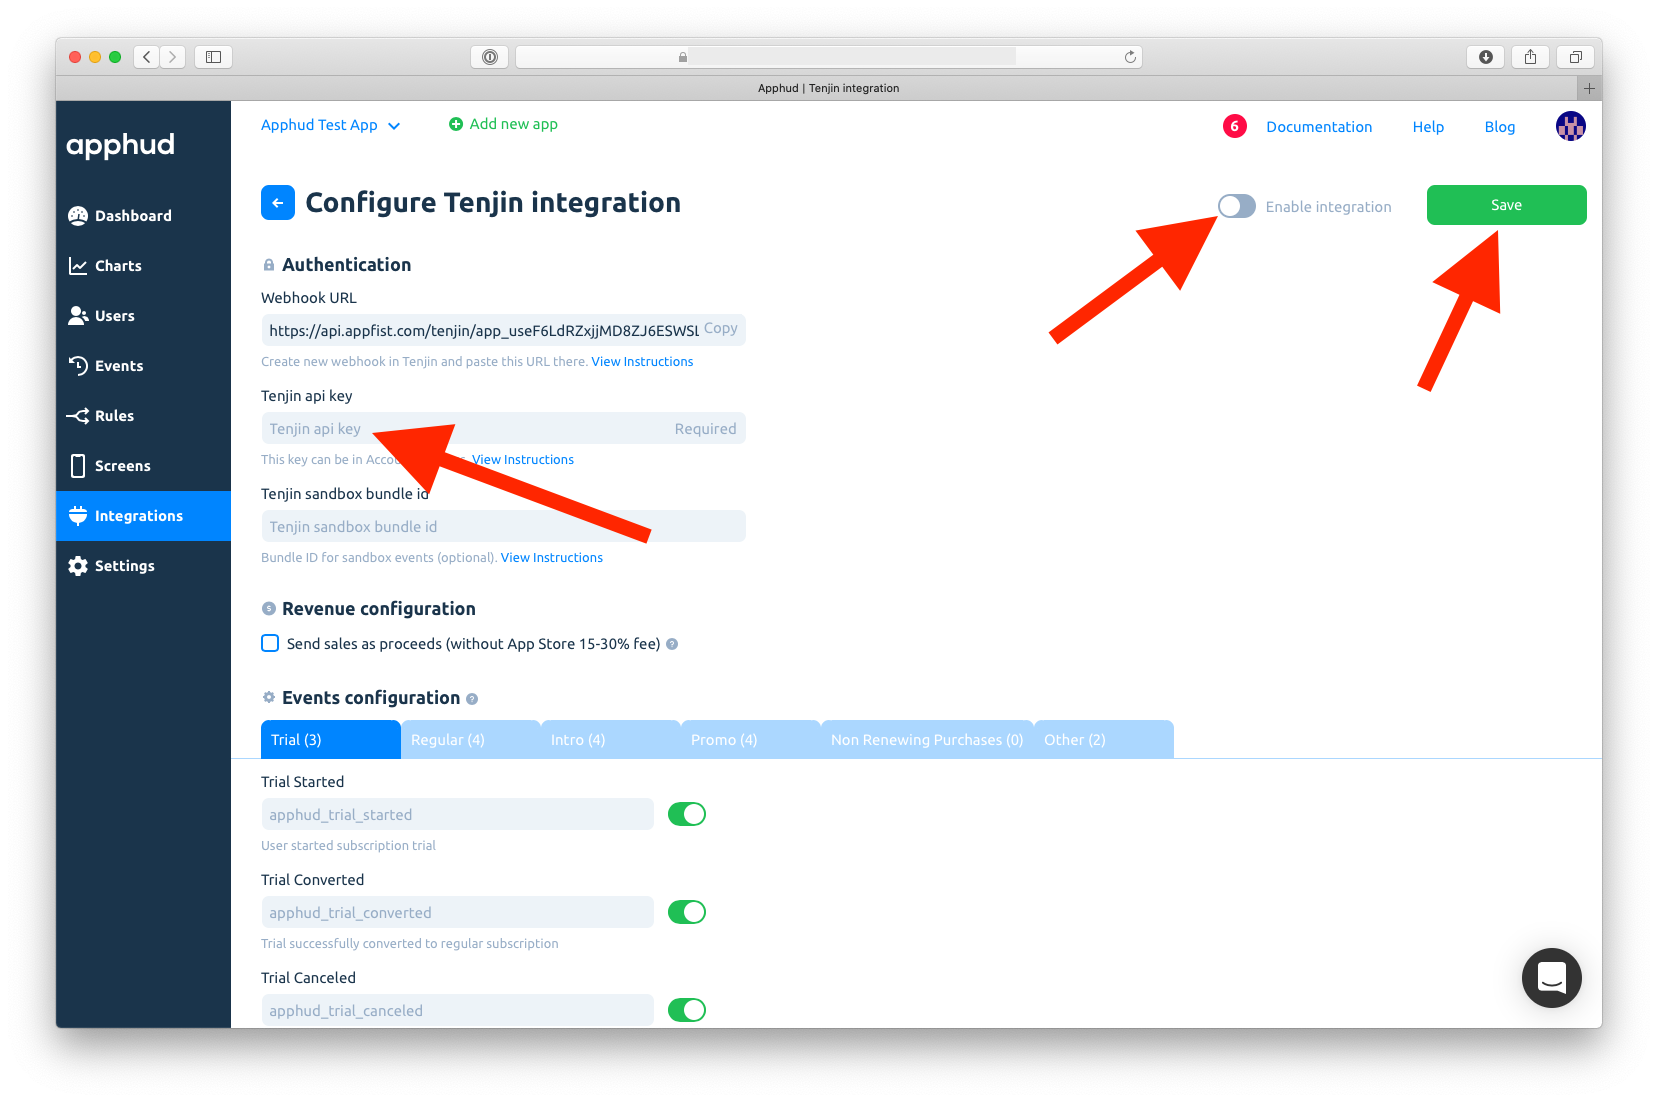 Apphud | Tenjin integration
apphud
Apphud Test App
Add new app
6
Documentation
Help
Blog
Dashboard
Charts
Users
Events
Rules
Screens
Integrations
Settings
Configure Tenjin integration
Enable integration
Save
Authentication
Webhook URL
https://api.appfist.com/tenjin/app_useF6LdRZxjjMD8ZJ6ESWSL Copy
Create new webhook in Tenjin and paste this URL there. View Instructions
Tenjin api key
Tenjin api key Required
This key can be in View Instructions
Tenjin sandbox bundle id
Tenjin sandbox bundle id
Bundle ID for sandbox events (optional). View Instructions
Revenue configuration
Send sales as proceeds (without App Store 15-30% fee) ?
Events configuration ?
Trial (3)
Regular (4)
Intro (4)
Promo (4)
Non Renewing Purchases (0)
Other (2)
Trial Started
apphud_trial_started
User started subscription trial
Trial Converted
apphud_trial_converted
Trial successfully converted to regular subscription
Trial Canceled
apphud_trial_canceled